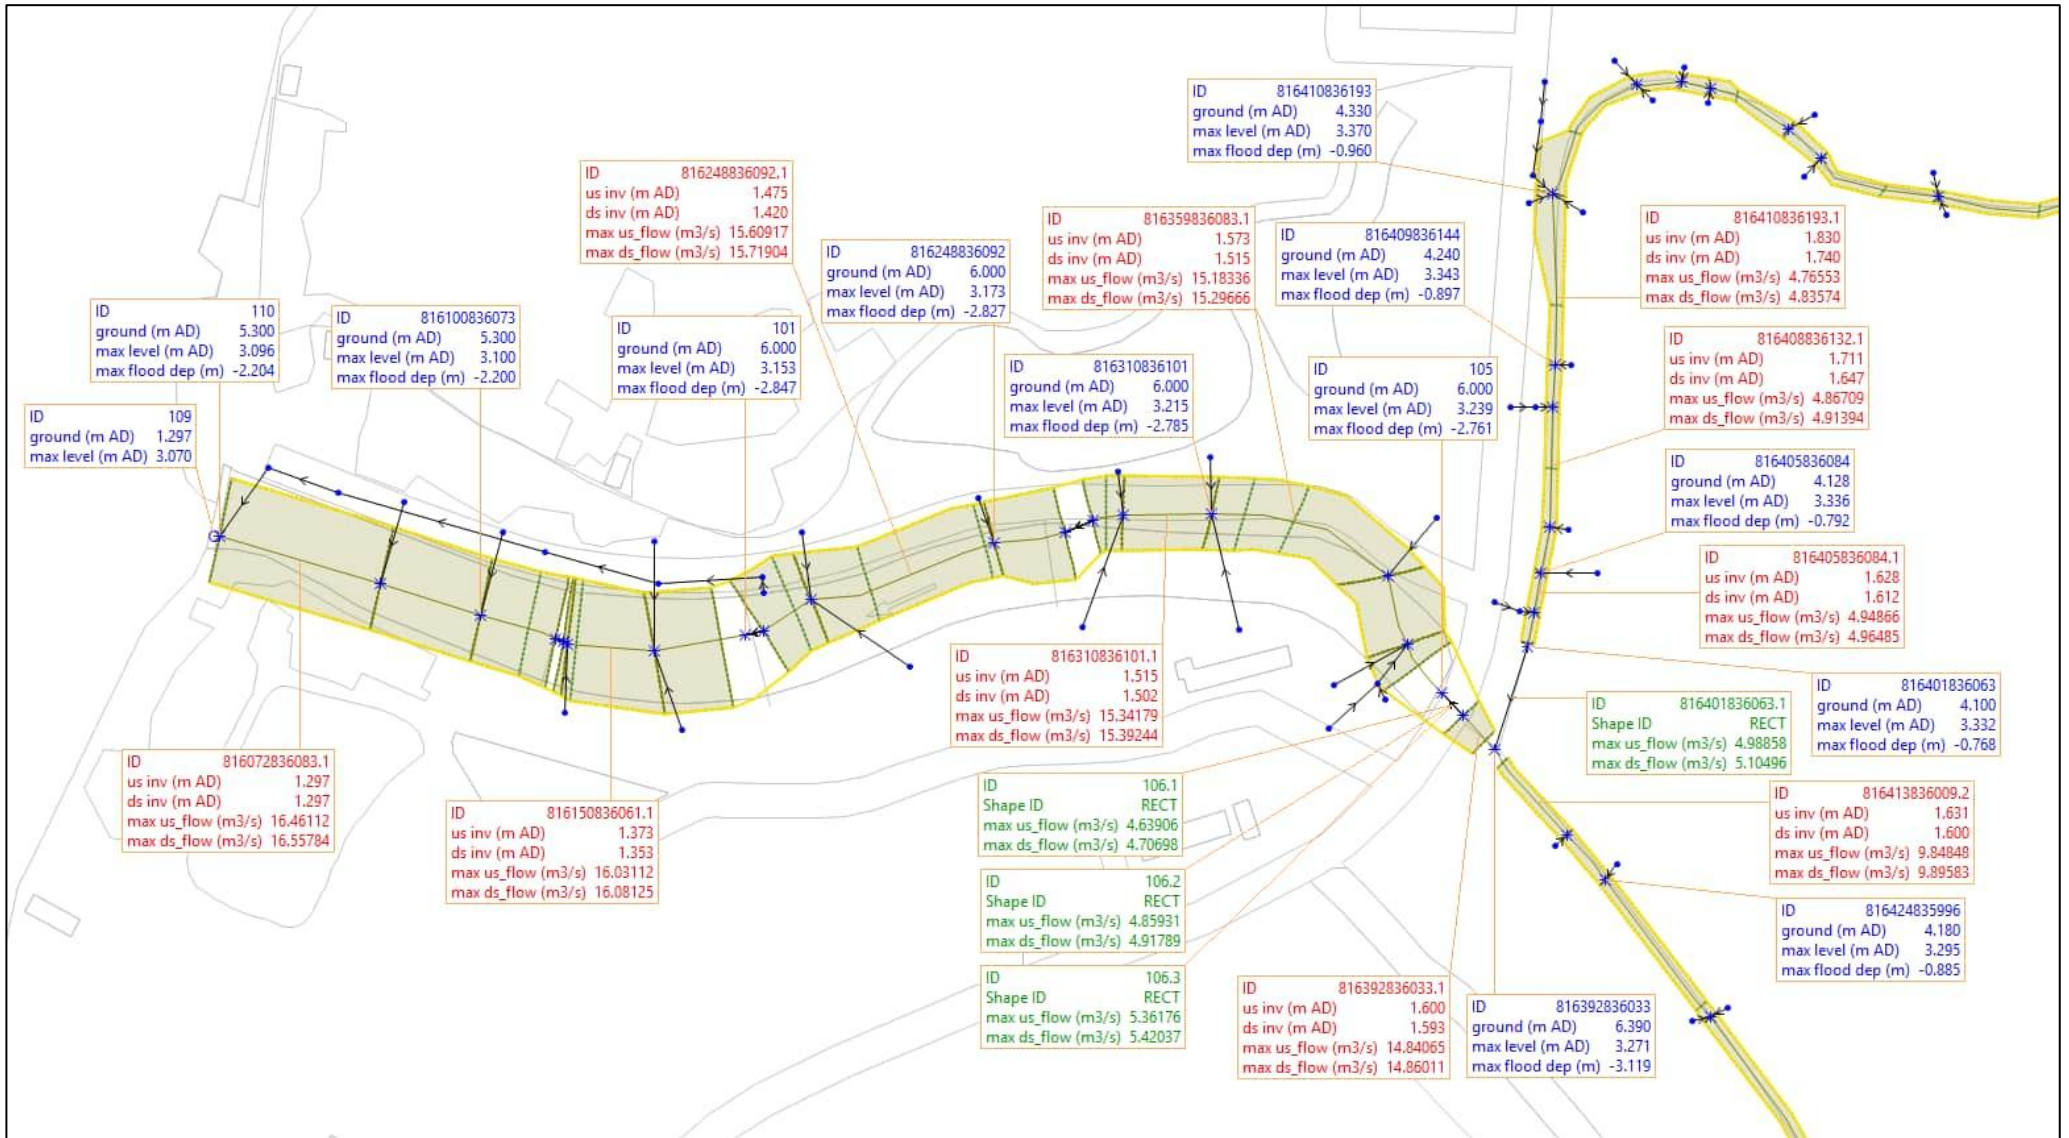 ID 816410836193
ground (m AD) 4.330
max level (m AD) 3.370
max flood dep (m) -0.960
ID 816248836092.1
us inv (m AD) 1.475
ds inv (m AD) 1.420
max us_flow (m3/s) 15.60917
max ds_flow (m3/s) 15.71904
ID 816359836083.1
us inv (m AD) 1.573
ds inv (m AD) 1.515
max us_flow (m3/s) 15.18336
max ds_flow (m3/s) 15.29666
ID 816410836193.1
us inv (m AD) 1.830
ds inv (m AD) 1.740
max us_flow (m3/s) 4.76553
max ds_flow (m3/s) 4.83574
ID 816409836144
ground (m AD) 4.240
max level (m AD) 3.343
max flood dep (m) -0.897
ID 816248836092
ground (m AD) 6.000
max level (m AD) 3.173
max flood dep (m) -2.827
ID 110
ground (m AD) 5.300
max level (m AD) 3.096
max flood dep (m) -2.204
ID 816100836073
ground (m AD) 5.300
max level (m AD) 3.100
max flood dep (m) -2.200
ID 101
ground (m AD) 6.000
max level (m AD) 3.153
max flood dep (m) -2.847
ID 816408836132.1
us inv (m AD) 1.711
ds inv (m AD) 1.647
max us_flow (m3/s) 4.86709
max ds_flow (m3/s) 4.91394
ID 816310836101
ground (m AD) 6.000
max level (m AD) 3.215
max flood dep (m) -2.785
ID 105
ground (m AD) 6.000
max level (m AD) 3.239
max flood dep (m) -2.761
ID 109
ground (m AD) 1.297
max level (m AD) 3.070
ID 816405836084
ground (m AD) 4.128
max level (m AD) 3.336
max flood dep (m) -0.792
ID 816405836084.1
us inv (m AD) 1.628
ds inv (m AD) 1.612
max us_flow (m3/s) 4.94866
max ds_flow (m3/s) 4.96485
ID 816310836101.1
us inv (m AD) 1.515
ds inv (m AD) 1.502
max us_flow (m3/s) 15.34179
max ds_flow (m3/s) 15.39244
ID 816401836063
ground (m AD) 4.100
max level (m AD) 3.332
max flood dep (m) -0.768
ID 816401836063.1
Shape ID RECT
max us_flow (m3/s) 4.98858
max ds_flow (m3/s) 5.10496
ID 816072836083.1
us inv (m AD) 1.297
ds inv (m AD) 1.297
max us_flow (m3/s) 16.46112
max ds_flow (m3/s) 16.55784
ID 106.1
Shape ID RECT
max us_flow (m3/s) 4.63906
max ds_flow (m3/s) 4.70698
ID 816413836009.2
us inv (m AD) 1.631
ds inv (m AD) 1.600
max us_flow (m3/s) 9.84848
max ds_flow (m3/s) 9.89583
ID 816150836061.1
us inv (m AD) 1.373
ds inv (m AD) 1.353
max us_flow (m3/s) 16.03112
max ds_flow (m3/s) 16.08125
ID 106.2
Shape ID RECT
max us_flow (m3/s) 4.85931
max ds_flow (m3/s) 4.91789
ID 816424835996
ground (m AD) 4.180
max level (m AD) 3.295
max flood dep (m) -0.885
ID 106.3
Shape ID RECT
max us_flow (m3/s) 5.36176
max ds_flow (m3/s) 5.42037
ID 816392836033.1
us inv (m AD) 1.600
ds inv (m AD) 1.593
max us_flow (m3/s) 14.84065
max ds_flow (m3/s) 14.86011
ID 816392836033
ground (m AD) 6.390
max level (m AD) 3.271
max flood dep (m) -3.119